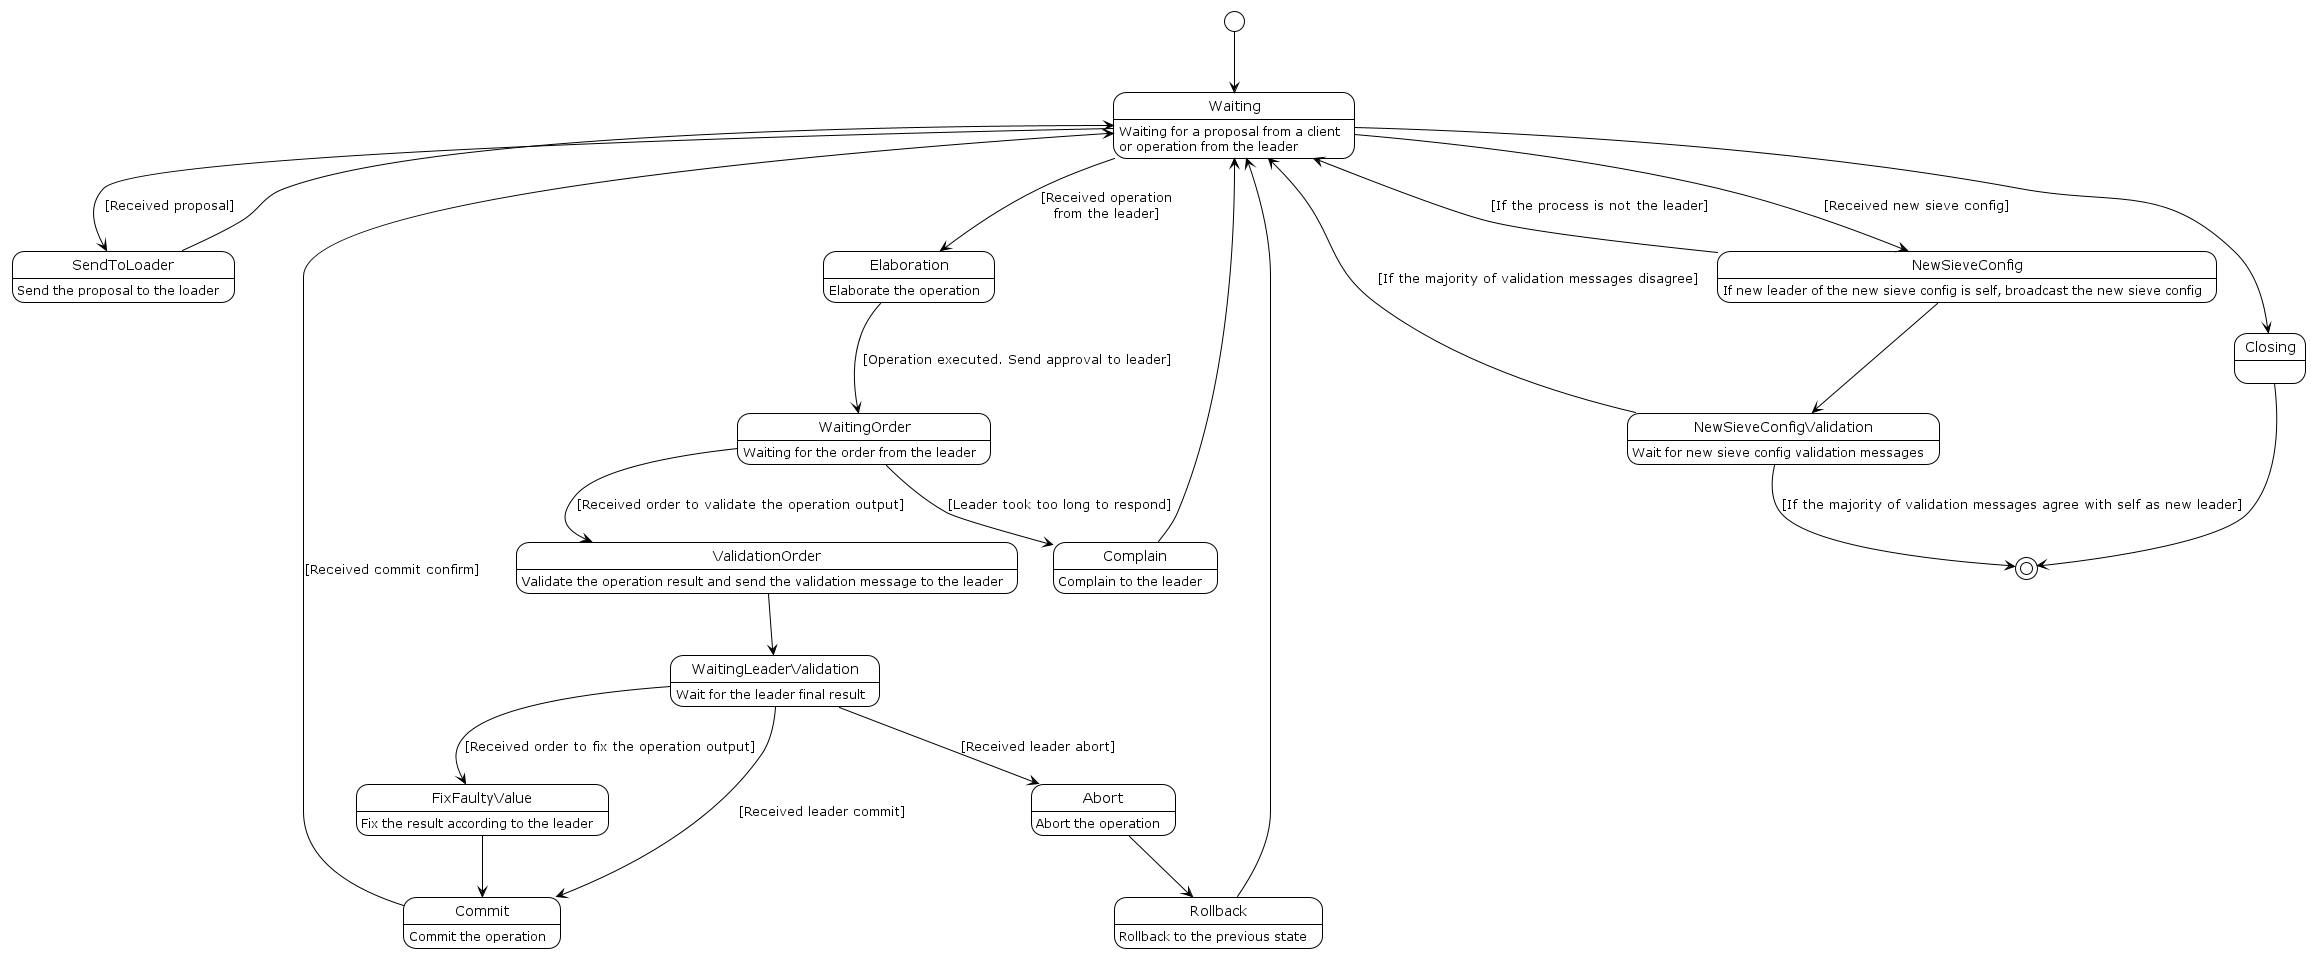 Waiting
Waiting for a proposal from a client
or operation from the leader
[Received proposal]
[Received operation
from the leader]
[If the process is not the leader]
[Received new sieve config]
SendToLoader
Send the proposal to the loader
Elaboration
Elaborate the operation
[If the majority of validation messages disagree]
NewSieveConfig
If new leader of the new sieve config is self, broadcast the new sieve config
Closing
[Operation executed. Send approval to leader]
WaitingOrder
Waiting for the order from the leader
NewSieveConfigValidation
Wait for new sieve config validation messages
[Received order to validate the operation output]
[Leader took too long to respond]
[If the majority of validation messages agree with self as new leader]
[Received commit confirm]
ValidationOrder
Validate the operation result and send the validation message to the leader
Complain
Complain to the leader
WaitingLeaderValidation
Wait for the leader final result
[Received order to fix the operation output]
[Received leader abort]
FixFaultyValue
Fix the result according to the leader
[Received leader commit]
Abort
Abort the operation
Commit
Commit the operation
Rollback
Rollback to the previous state